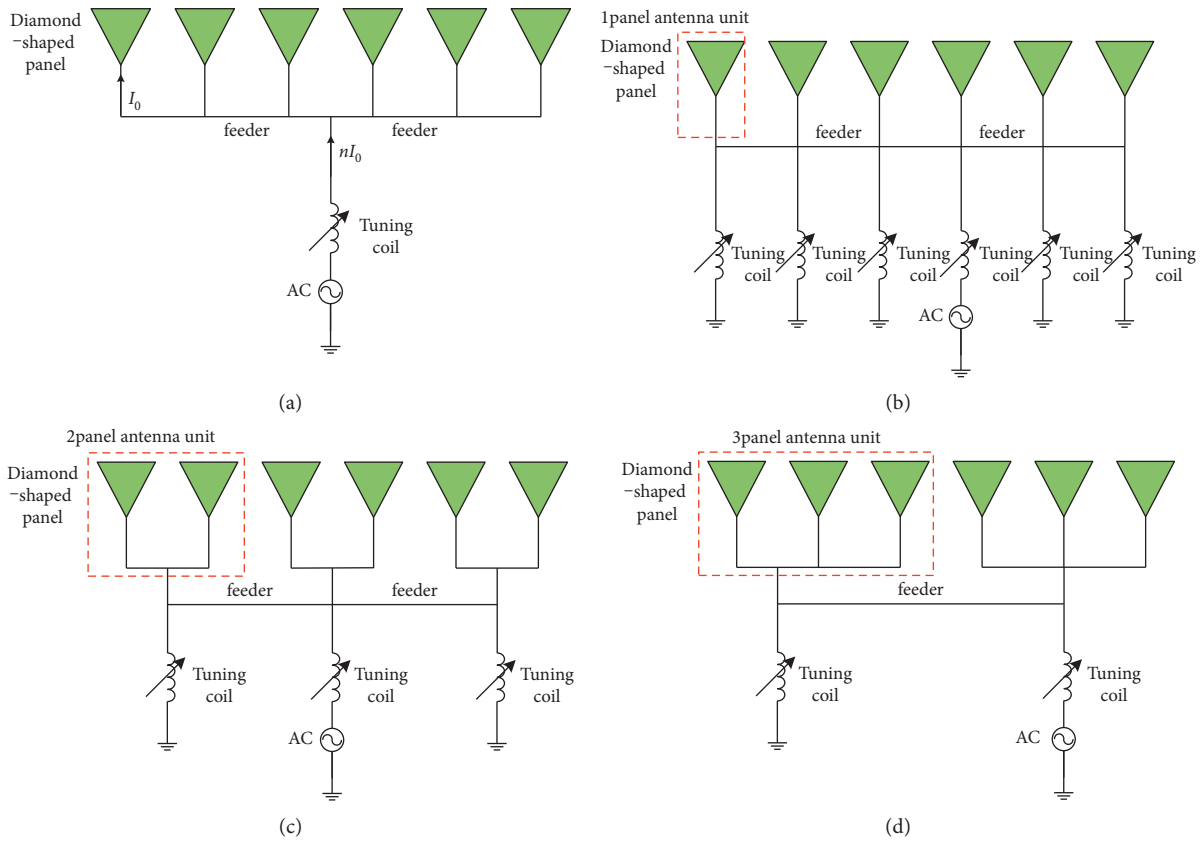 Diamond
-shaped
panel
I0
feeder
feeder
nI0
Tuning
coil
AC
(a)
1panel antenna unit
Diamond
-shaped
panel
feeder
feeder
Tuning
coil
Tuning
coil
Tuning
coil
Tuning
coil
Tuning
coil
Tuning
coil
AC
(b)
2panel antenna unit
Diamond
-shaped
panel
feeder
feeder
Tuning
coil
Tuning
coil
Tuning
coil
AC
(c)
3panel antenna unit
Diamond
-shaped
panel
feeder
Tuning
coil
Tuning
coil
AC
(d)